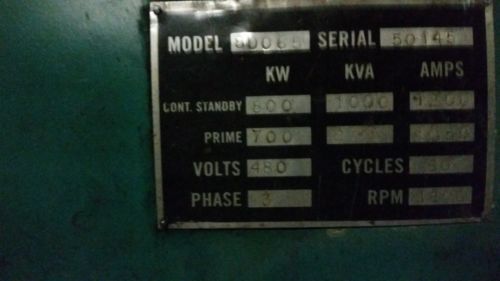 MODEL SERIAL 50145
KW KVA AMPS
CONT. STANDBY 800 1000 1200
PRIME 700
VOLTS 480 CYCLES 60
PHASE 3 RPM